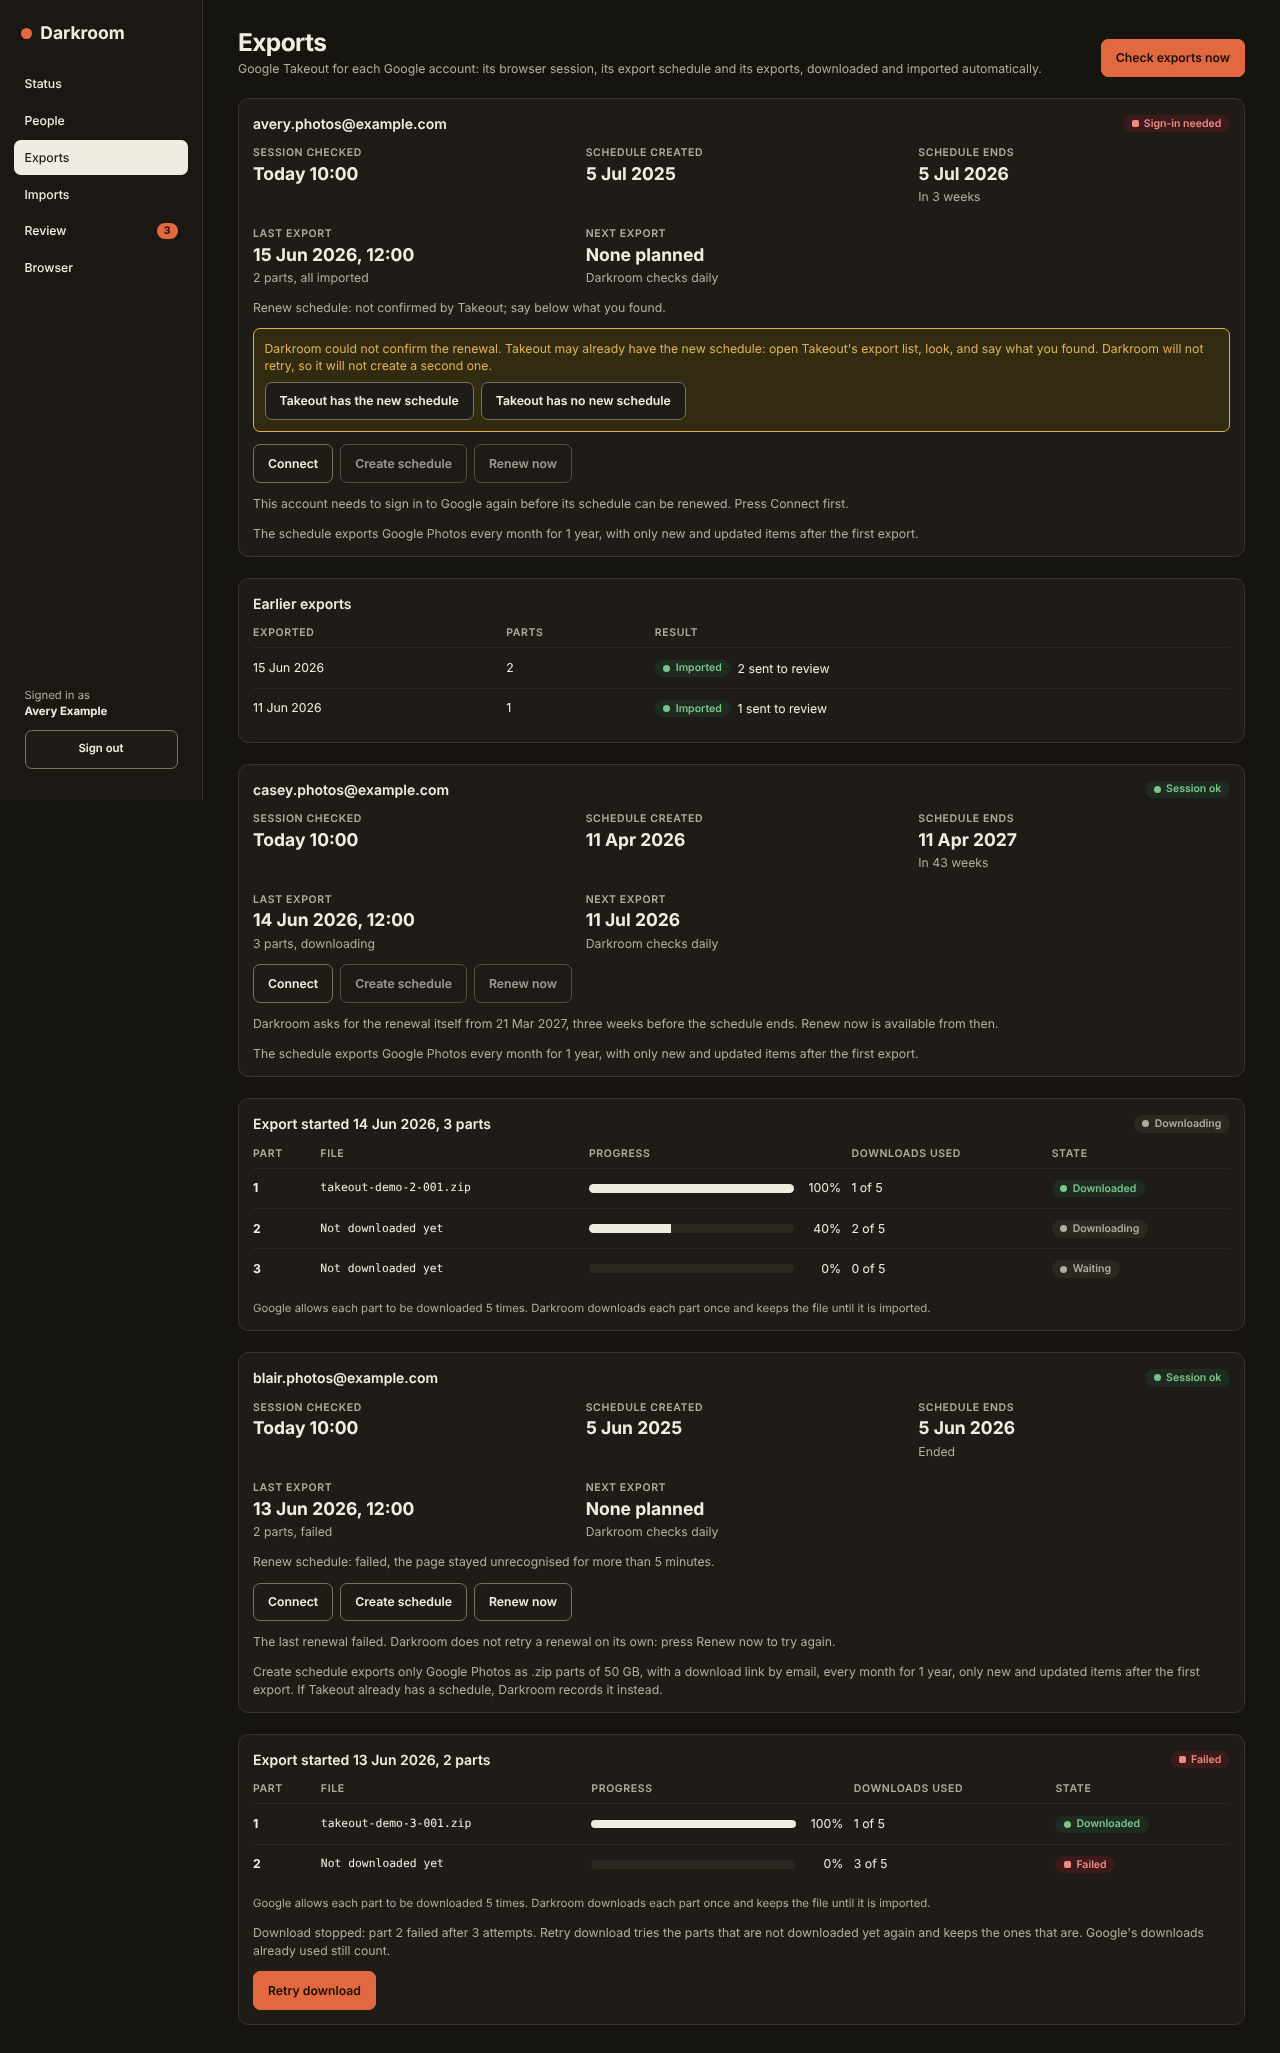 Darkroom
Status
People
Exports
Imports
Review 3
Browser
Signed in as
Avery Example
Sign out
Exports
Google Takeout for each Google account: its browser session, its export schedule and its exports, downloaded and imported automatically.
Check exports now
avery.photos@example.com
Sign-in needed
SESSION CHECKED
Today 10:00
SCHEDULE CREATED
5 Jul 2025
SCHEDULE ENDS
5 Jul 2026
In 3 weeks
LAST EXPORT
15 Jun 2026, 12:00
2 parts, all imported
NEXT EXPORT
None planned
Darkroom checks daily
Renew schedule: not confirmed by Takeout; say below what you found.
Darkroom could not confirm the renewal. Takeout may already have the new schedule: open Takeout's export list, look, and say what you found. Darkroom will not
retry, so it will not create a second one.
Takeout has the new schedule
Takeout has no new schedule
Connect
Create schedule
Renew now
This account needs to sign in to Google again before its schedule can be renewed. Press Connect first.
The schedule exports Google Photos every month for 1 year, with only new and updated items after the first export.
Earlier exports
EXPORTED PARTS RESULT
15 Jun 2026 2 Imported 2 sent to review
11 Jun 2026 1 Imported 1 sent to review
casey.photos@example.com
Session ok
SESSION CHECKED
Today 10:00
SCHEDULE CREATED
11 Apr 2026
SCHEDULE ENDS
11 Apr 2027
In 43 weeks
LAST EXPORT
14 Jun 2026, 12:00
3 parts, downloading
NEXT EXPORT
11 Jul 2026
Darkroom checks daily
Connect
Create schedule
Renew now
Darkroom asks for the renewal itself from 21 Mar 2027, three weeks before the schedule ends. Renew now is available from then.
The schedule exports Google Photos every month for 1 year, with only new and updated items after the first export.
Export started 14 Jun 2026, 3 parts
Downloading
PART FILE PROGRESS DOWNLOADS USED STATE
1 takeout-demo-2-001.zip 100% 1 of 5 Downloaded
2 Not downloaded yet 40% 2 of 5 Downloading
3 Not downloaded yet 0% 0 of 5 Waiting
Google allows each part to be downloaded 5 times. Darkroom downloads each part once and keeps the file until it is imported.
blair.photos@example.com
Session ok
SESSION CHECKED
Today 10:00
SCHEDULE CREATED
5 Jun 2025
SCHEDULE ENDS
5 Jun 2026
Ended
LAST EXPORT
13 Jun 2026, 12:00
2 parts, failed
NEXT EXPORT
None planned
Darkroom checks daily
Renew schedule: failed, the page stayed unrecognised for more than 5 minutes.
Connect
Create schedule
Renew now
The last renewal failed. Darkroom does not retry a renewal on its own: press Renew now to try again.
Create schedule exports only Google Photos as .zip parts of 50 GB, with a download link by email, every month for 1 year, only new and updated items after the first
export. If Takeout already has a schedule, Darkroom records it instead.
Export started 13 Jun 2026, 2 parts
Failed
PART FILE PROGRESS DOWNLOADS USED STATE
1 takeout-demo-3-001.zip 100% 1 of 5 Downloaded
2 Not downloaded yet 0% 3 of 5 Failed
Google allows each part to be downloaded 5 times. Darkroom downloads each part once and keeps the file until it is imported.
Download stopped: part 2 failed after 3 attempts. Retry download tries the parts that are not downloaded yet again and keeps the ones that are. Google's downloads
already used still count.
Retry download